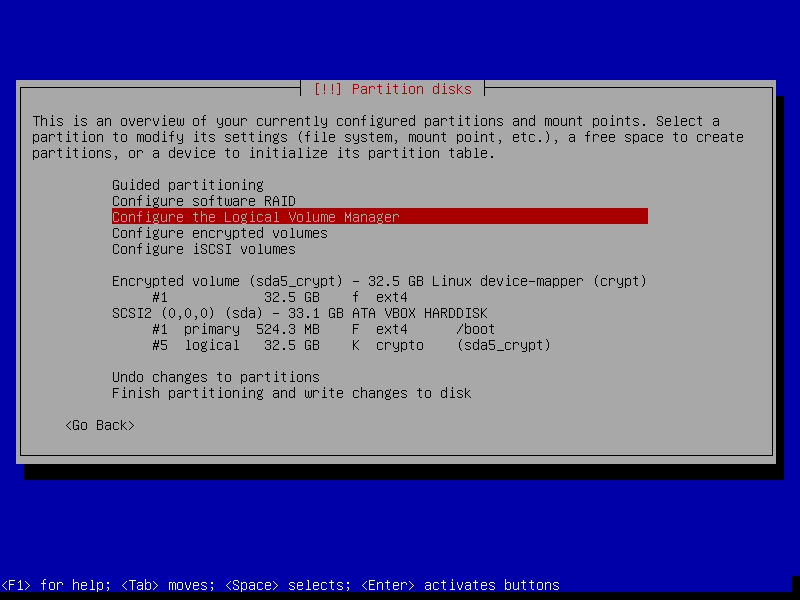 [!!] Partition disks
This is an overview of your currently configured partitions and mount points. Select a
partition to modify its settings (file system, mount point, etc.), a free space to create
partitions, or a device to initialize its partition table.
Guided partitioning
Configure software RAID
Configure the Logical Volume Manager
Configure encrypted volumes
Configure iSCSI volumes
Encrypted volume (sda5_crypt) - 32.5 GB Linux device-mapper (crypt)
#1 32.5 GB f ext4
SCSI2 (0,0,0) (sda) - 33.1 GB ATA VBOX HARDDISK
#1 primary 524.3 MB F ext4 /boot
#5 logical 32.5 GB K crypto (sda5_crypt)
Undo changes to partitions
Finish partitioning and write changes to disk
<Go Back>
<F1> for help; <Tab> moves; <Space> selects; <Enter> activates buttons